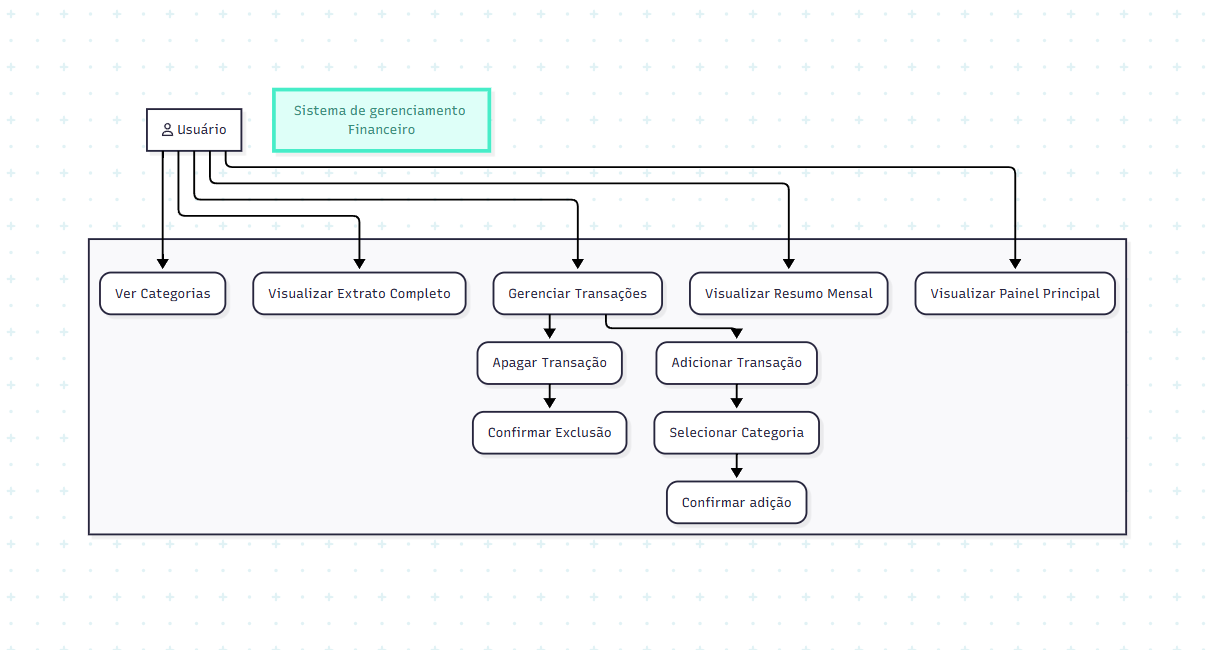 Sistema de gerenciamento
Financeiro
Usuário
Ver Categorias
Visualizar Extrato Completo
Gerenciar Transações
Visualizar Resumo Mensal
Visualizar Painel Principal
Apagar Transação
Adicionar Transação
Confirmar Exclusão
Selecionar Categoria
Confirmar adição